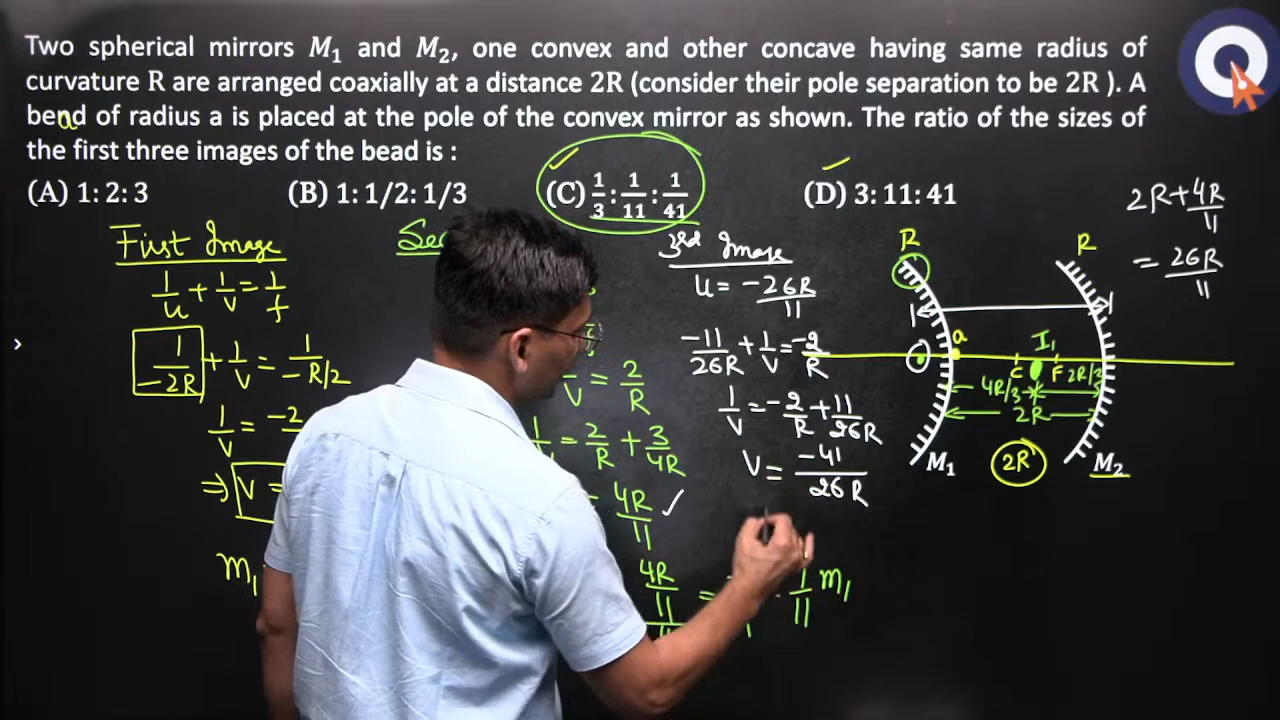 Two spherical mirrors M₁ and M₂, one convex and other concave having same radius of
curvature R are arranged coaxially at a distance 2R (consider their pole separation to be 2R ). A
bend of radius a is placed at the pole of the convex mirror as shown. The ratio of the sizes of
a
the first three images of the bead is :
(A) 1: 2: 3
(B) 1: 1/2: 1/3
(C) 1/3 : 1/11 : 1/41
(D) 3: 11: 41
First Image
1/u + 1/v = 1/f
1/-2R + 1/v = 1/-R/2
1/v = -2
⇒ v =
m₁
Sec
1/v = 2/R
= 2/R + 3/4R
4R/11 ✓
4R/11 =
1/11 m₁
3rd Image
u = -26R/11
-11/26R + 1/v = -2/R
1/v = -2/R + 11/26R
v = -41/26R
2R + 4R/11
= 26R/11
R
R
a
I₁
C
F
4R/3
2R/3
2R
M₁
2R
M₂